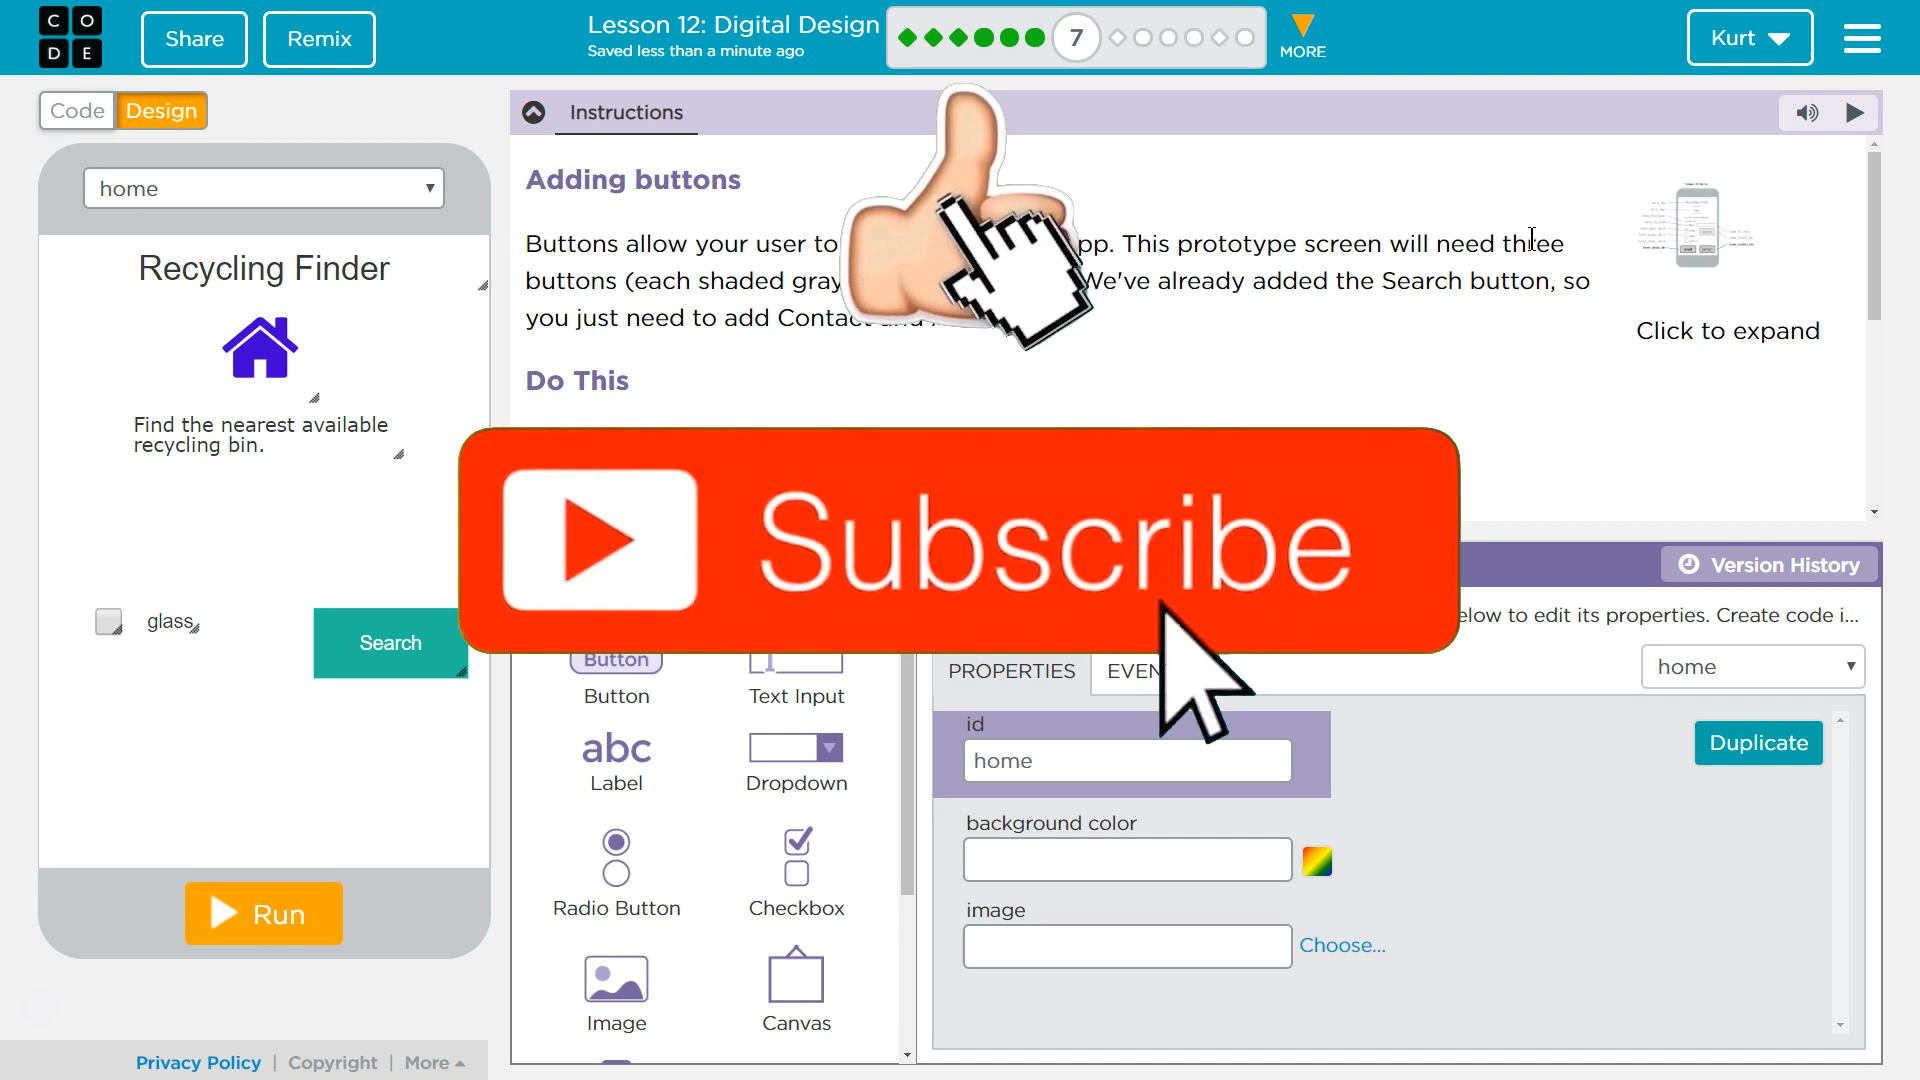 C O
D E
Share
Remix
Lesson 12: Digital Design
Saved less than a minute ago
7
MORE
Kurt
Code
Design
Instructions
home
Adding buttons
Buttons allow your user to
pp. This prototype screen will need three
buttons (each shaded gray
We've already added the Search button, so
you just need to add Contact and
Click to expand
Do This
Recycling Finder
Find the nearest available
recycling bin.
glass
Search
Subscribe
Version History
elow to edit its properties. Create code i...
Button
Button
Text Input
abc
Label
Dropdown
Radio Button
Checkbox
Image
Canvas
PROPERTIES
EVEN
home
id
home
Duplicate
background color
image
Choose...
Run
Privacy Policy | Copyright | More